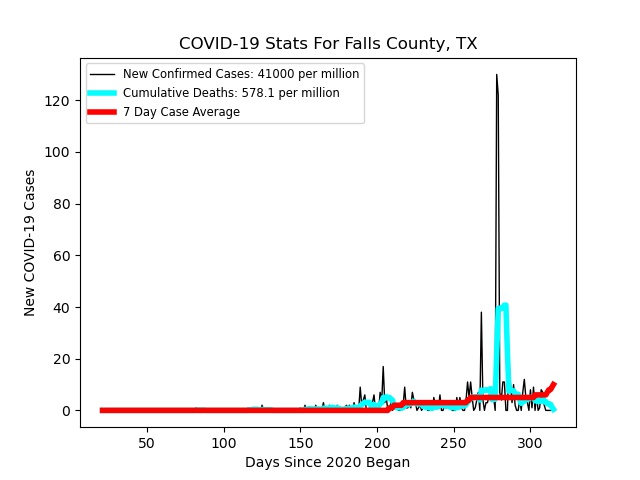 COVID-19 Stats For Falls County, TX
New Confirmed Cases: 41000 per million
Cumulative Deaths: 578.1 per million
7 Day Case Average
120
100
80
60
40
20
0
New COVID-19 Cases
50 100 150 200 250 300
Days Since 2020 Began